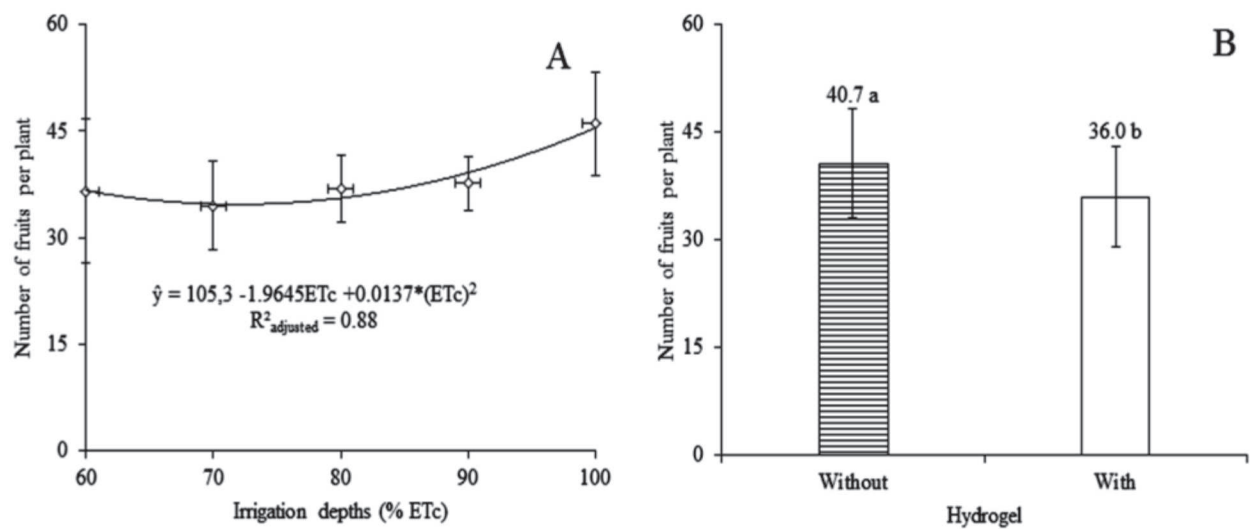 60
45
30
15
0
Number of fruits per plant
A
ŷ = 105,3 -1.9645ETc +0.0137*(ETc)²
R²adjusted = 0.88
60 70 80 90 100
Irrigation depths (% ETc)
60
45
30
15
0
Number of fruits per plant
B
40.7 a
36.0 b
Without With
Hydrogel